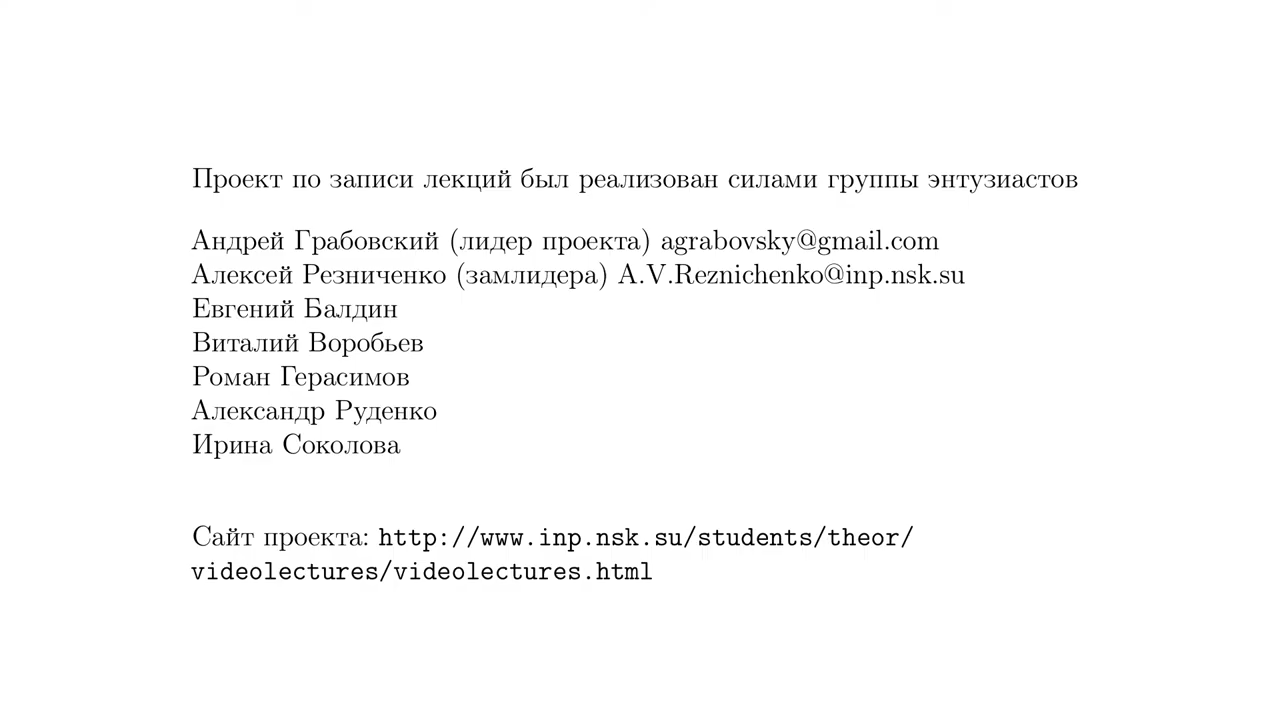 Проект по записи лекций был реализован силами группы энтузиастов
Андрей Грабовский (лидер проекта) agrabovsky@gmail.com
Алексей Резниченко (замлидера) A.V.Reznichenko@inp.nsk.su
Евгений Балдин
Виталий Воробьев
Роман Герасимов
Александр Руденко
Ирина Соколова
Сайт проекта: http://www.inp.nsk.su/students/theor/
videolectures/videolectures.html